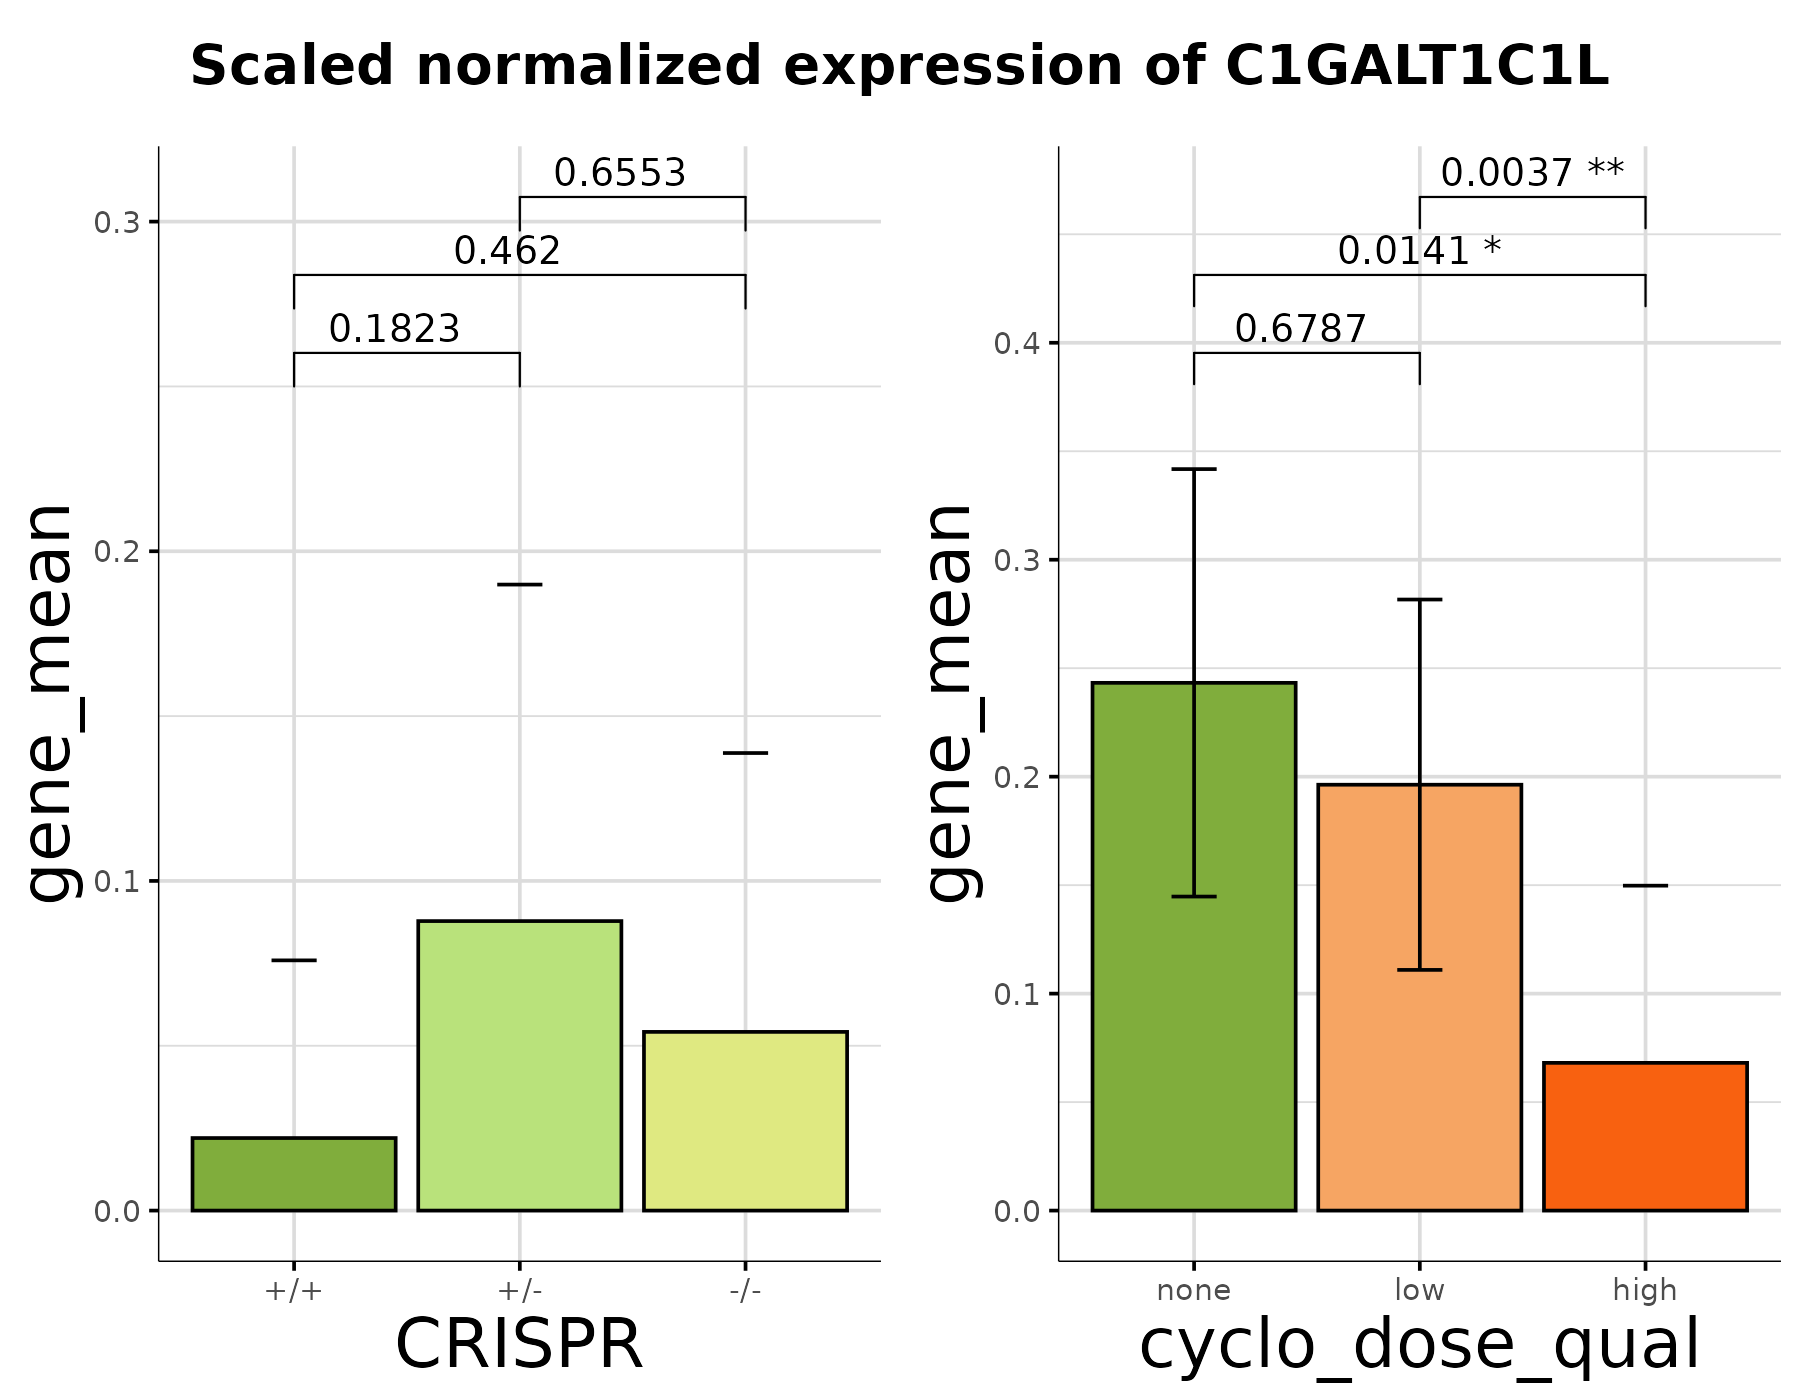 Scaled normalized expression of C1GALT1C1L
0.6553
0.462
0.1823
0.3
0.2
0.1
0.0
gene_mean
+/+ +/- -/-
CRISPR
0.0037 **
0.0141 *
0.6787
0.4
0.3
0.2
0.1
0.0
gene_mean
none low high
cyclo_dose_qual